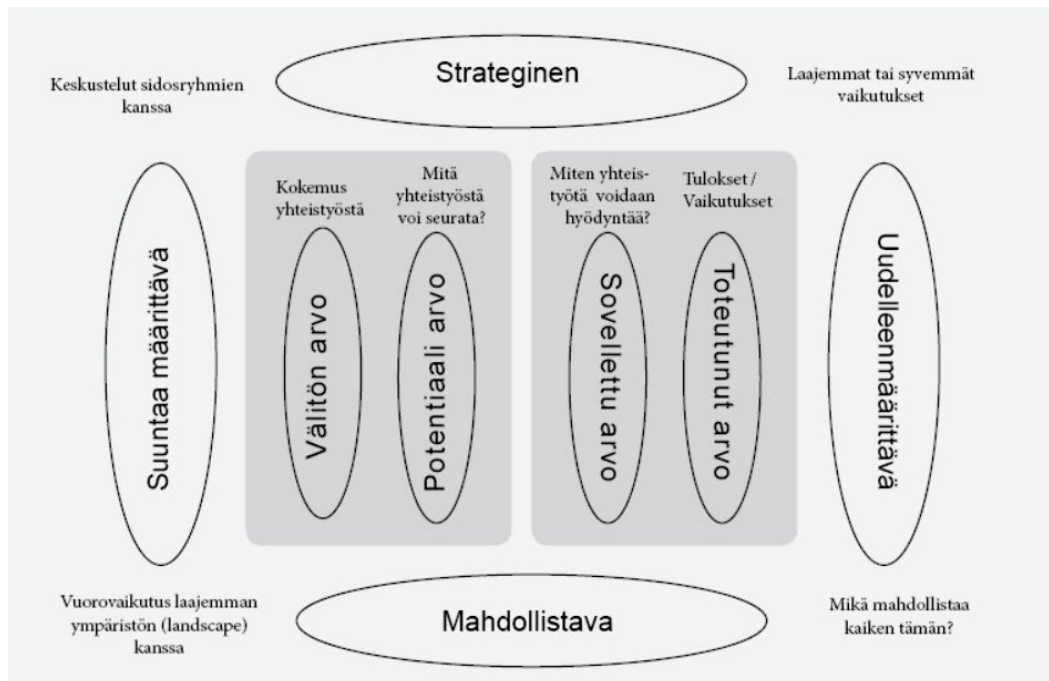 Strateginen
Keskustelut sidosryhmien
kanssa
Laajemmat tai syvemmät
vaikutukset
Kokemus
yhteistyöstä
Mitä
yhteistyöstä
voi seurata?
Miten yhteis-
työtä voidaan
hyödyntää?
Tulokset /
Vaikutukset
Suuntaa määrittävä
Välitön arvo
Potentiaali arvo
Sovellettu arvo
Toteutunut arvo
Uudelleenmäärittävä
Vuorovaikutus laajemman
ympäristön (landscape)
kanssa
Mahdollistava
Mikä mahdollistaa
kaiken tämän?